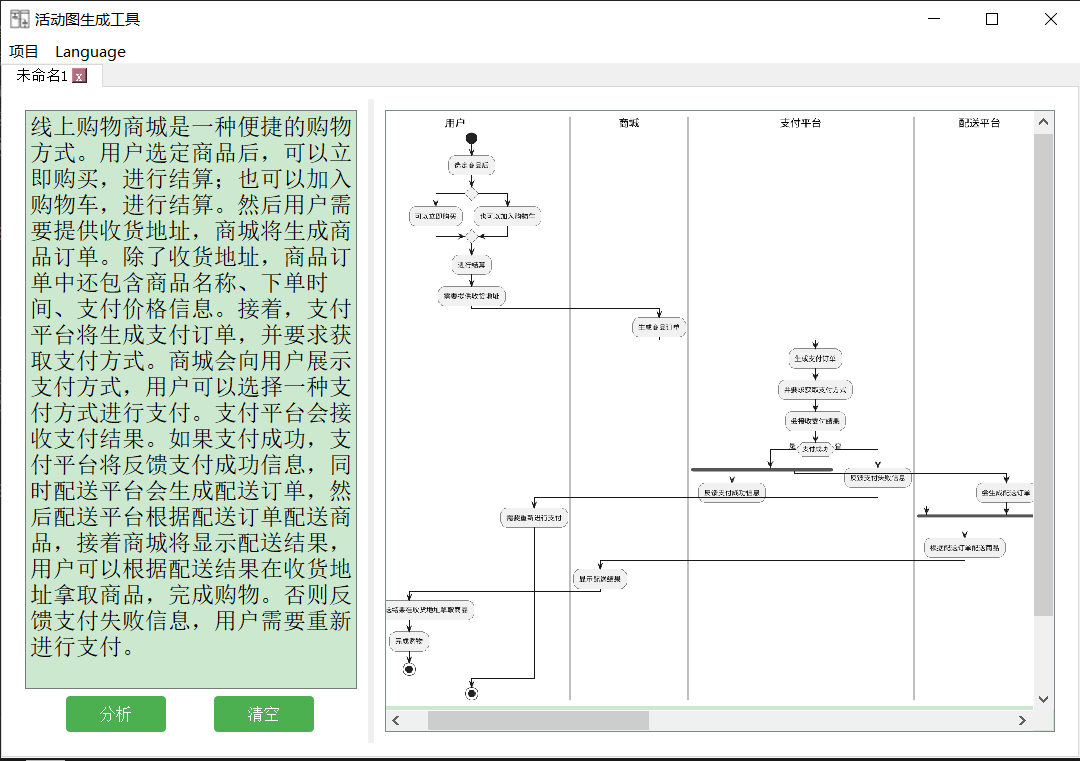 活动图生成工具
项目 Language
未命名1 x
线上购物商城是一种便捷的购物
方式。用户选定商品后，可以立
即购买，进行结算；也可以加入
购物车，进行结算。然后用户需
要提供收货地址，商城将生成商
品订单。除了收货地址，商品订
单中还包含商品名称、下单时
间、支付价格信息。接着，支付
平台将生成支付订单，并要求获
取支付方式。商城会向用户展示
支付方式，用户可以选择一种支
付方式进行支付。支付平台会接
收支付结果。如果支付成功，支
付平台将反馈支付成功信息，同
时配送平台会生成配送订单，然
后配送平台根据配送订单配送商
品，接着商城将显示配送结果，
用户可以根据配送结果在收货地
址拿取商品，完成购物。否则反
馈支付失败信息，用户需要重新
进行支付。
分析
清空
用户
商城
支付平台
配送平台
选定商品后
可以立即购买
也可以加入购物车
进行结算
需要提供收货地址
生成商品订单
生成支付订单
并要求获取支付方式
会接收支付结果
是
支付成功
否
反馈支付失败信息
反馈支付成功信息
会生成配送订单
需要重新进行支付
根据配送订单配送商品
显示配送结果
送结果在收货地址拿取商品
完成购物